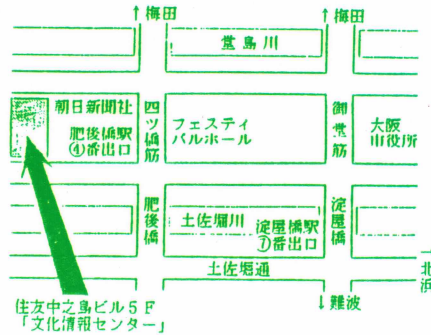 ↑梅田
↑梅田
堂島川
朝日新聞社
肥後橋駅
④番出口
四ツ橋筋
フェスティ
バルホール
御堂筋
大阪
市役所
肥後橋
土佐堀川
淀屋橋駅
⑦番出口
淀屋橋
土佐堀通
北浜
↓難波
住友中之島ビル5F
「文化情報センター」